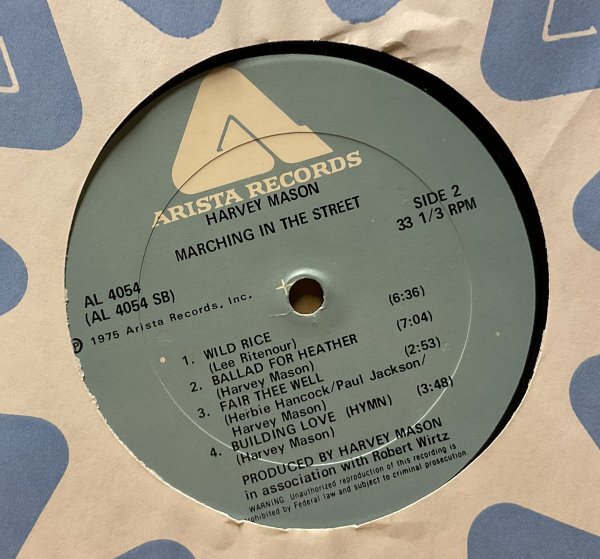 ARISTA RECORDS
HARVEY MASON
MARCHING IN THE STREET
SIDE 2
33 1/3 RPM
AL 4054
(AL 4054 SB)
℗ 1975 Arista Records, Inc.
1. WILD RICE (6:36)
(Lee Ritenour)
2. BALLAD FOR HEATHER (7:04)
(Harvey Mason)
3. FAIR THEE WELL (2:53)
(Herbie Hancock/Paul Jackson/
Harvey Mason)
4. BUILDING LOVE (HYMN) (3:48)
(Harvey Mason)
PRODUCED BY HARVEY MASON
in association with Robert Wirtz
WARNING Unauthorized reproduction of this recording is
prohibited by Federal law and subject to criminal prosecution